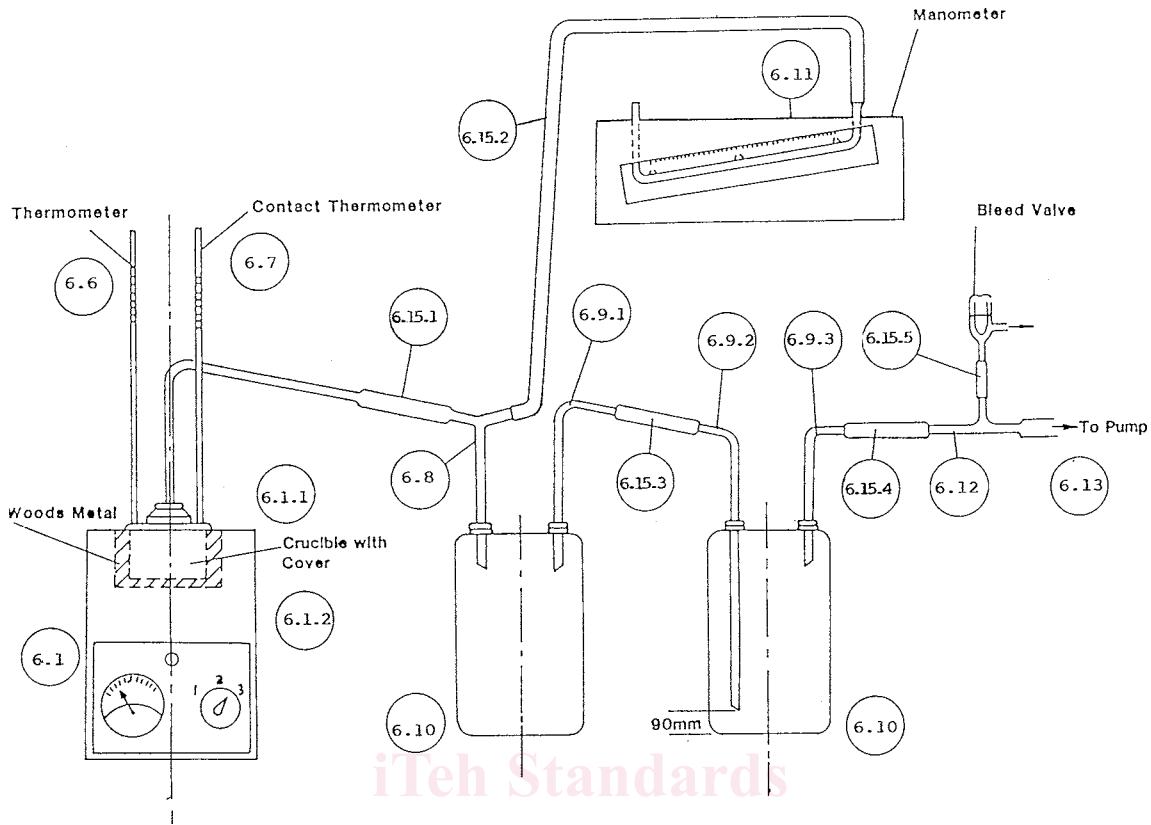 Manometer
6.11
6.15.2
Thermometer
Contact Thermometer
Bleed Valve
6.6
6.7
6.15.1
6.9.1
6.9.2
6.9.3
6.15.5
To Pump
6.8
6.15.3
6.15.4
6.12
6.13
6.1.1
Woods Metal
Crucible with
Cover
6.1.2
6.1
1 2 3
6.10
90mm
6.10
iTeh Standards